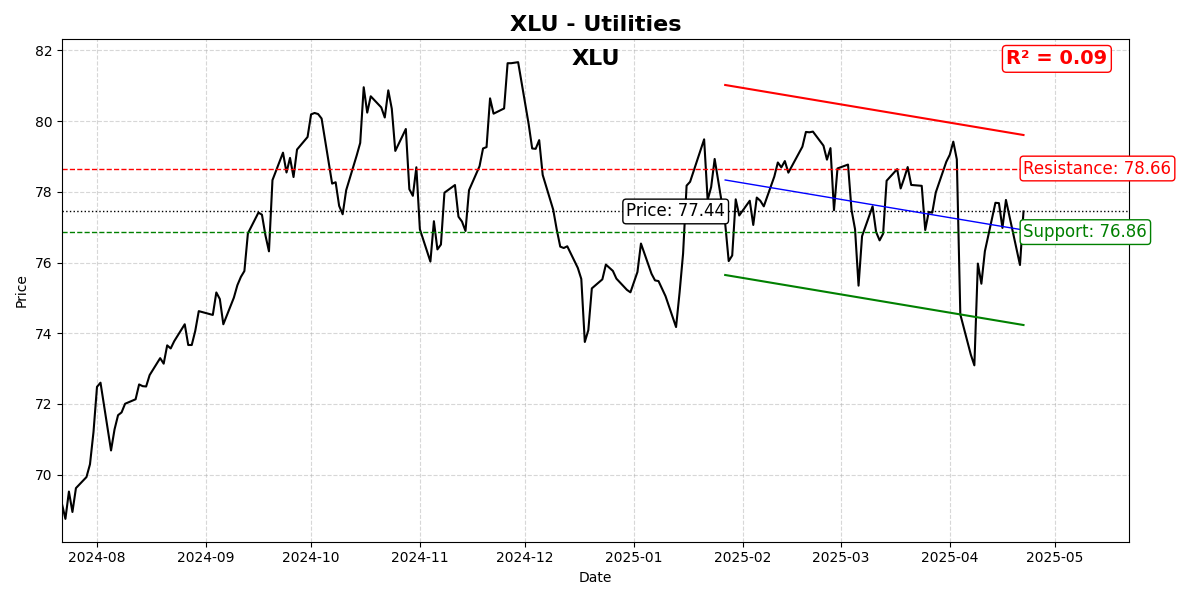 XLU - Utilities
XLU
R² = 0.09
82
80
78
76
74
72
70
Price
Resistance: 78.66
Price: 77.44
Support: 76.86
2024-08
2024-09
2024-10
2024-11
2024-12
2025-01
2025-02
2025-03
2025-04
2025-05
Date